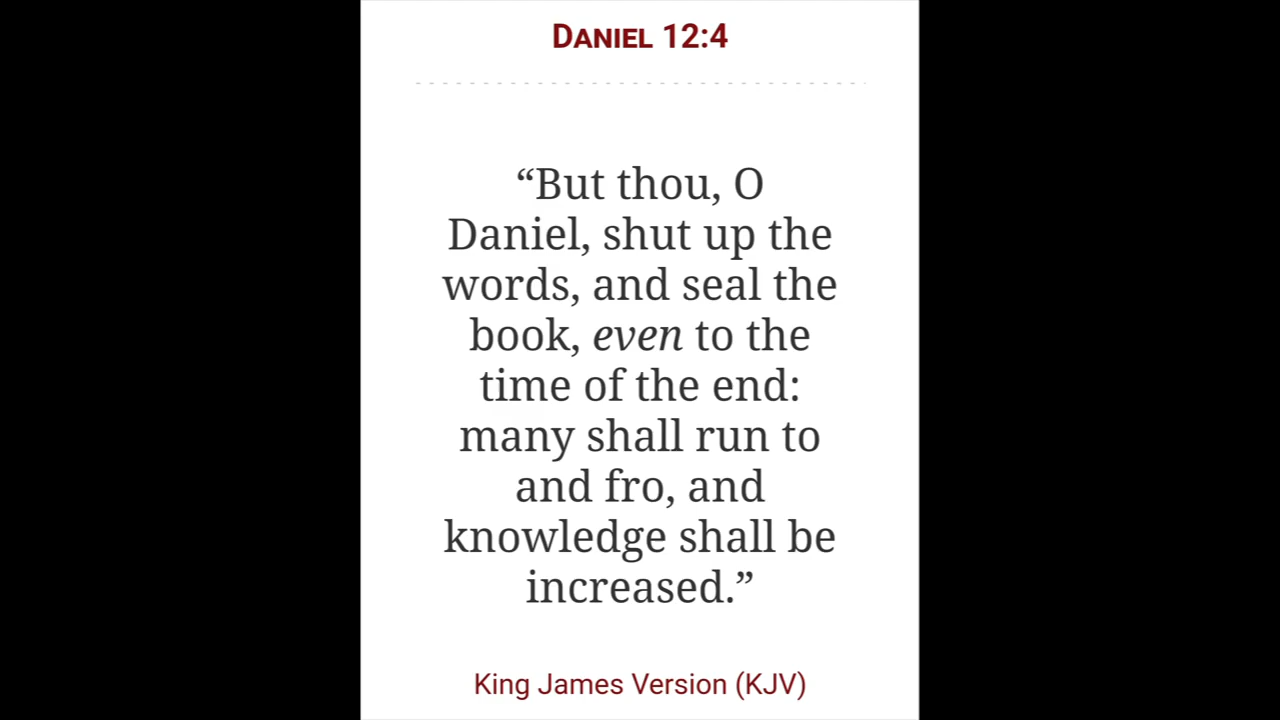 DANIEL 12:4
“But thou, O
Daniel, shut up the
words, and seal the
book, even to the
time of the end:
many shall run to
and fro, and
knowledge shall be
increased.”
King James Version (KJV)